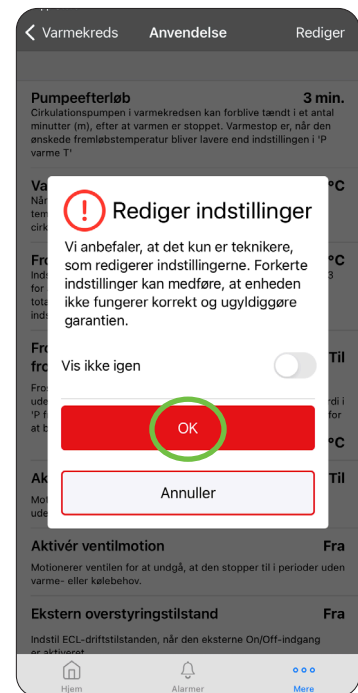 Varmekreds Anvendelse Rediger
Pumpeefterløb 3 min.
Cirkulationspumpen i varmekredsen kan forblive tændt i et antal
minutter (m), efter at varmen er stoppet. Varmestop er, når den
ønskede fremløbstemperatur bliver lavere end indstillingen i 'P
varme T'
°C
°C
Til
°C
Til
Rediger indstillinger
Vi anbefaler, at det kun er teknikere,
som redigerer indstillingerne. Forkerte
indstillinger kan medføre, at enheden
ikke fungerer korrekt og ugyldiggøre
garantien.
Vis ikke igen
OK
Annuller
Aktivér ventilmotion Fra
Motionerer ventilen for at undgå, at den stopper til i perioder uden
varme- eller kølebehov.
Ekstern overstyringstilstand Fra
Indstil ECL-driftstilstanden, når den eksterne On/Off-indgang
er aktiveret
Hjem Alarmer Mere